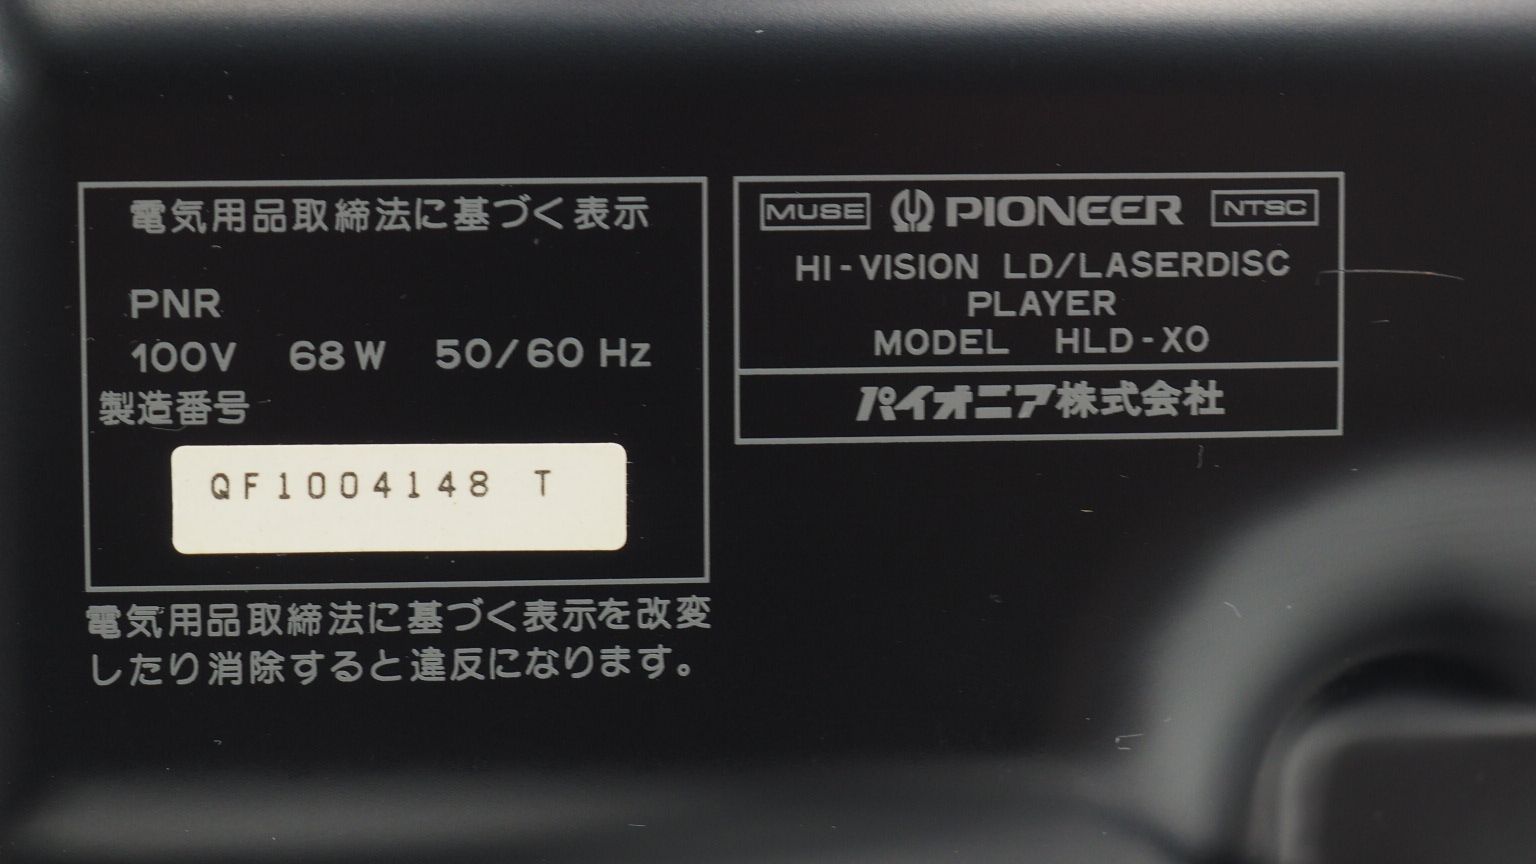 電気用品取締法に基づく表示
PNR
100V 68W 50/60 Hz
製造番号
QF1004148 T
電気用品取締法に基づく表示を改変
したり消除すると違反になります。
MUSE PIONEER NTSC
HI-VISION LD/LASERDISC
PLAYER
MODEL HLD-X0
パイオニア株式会社